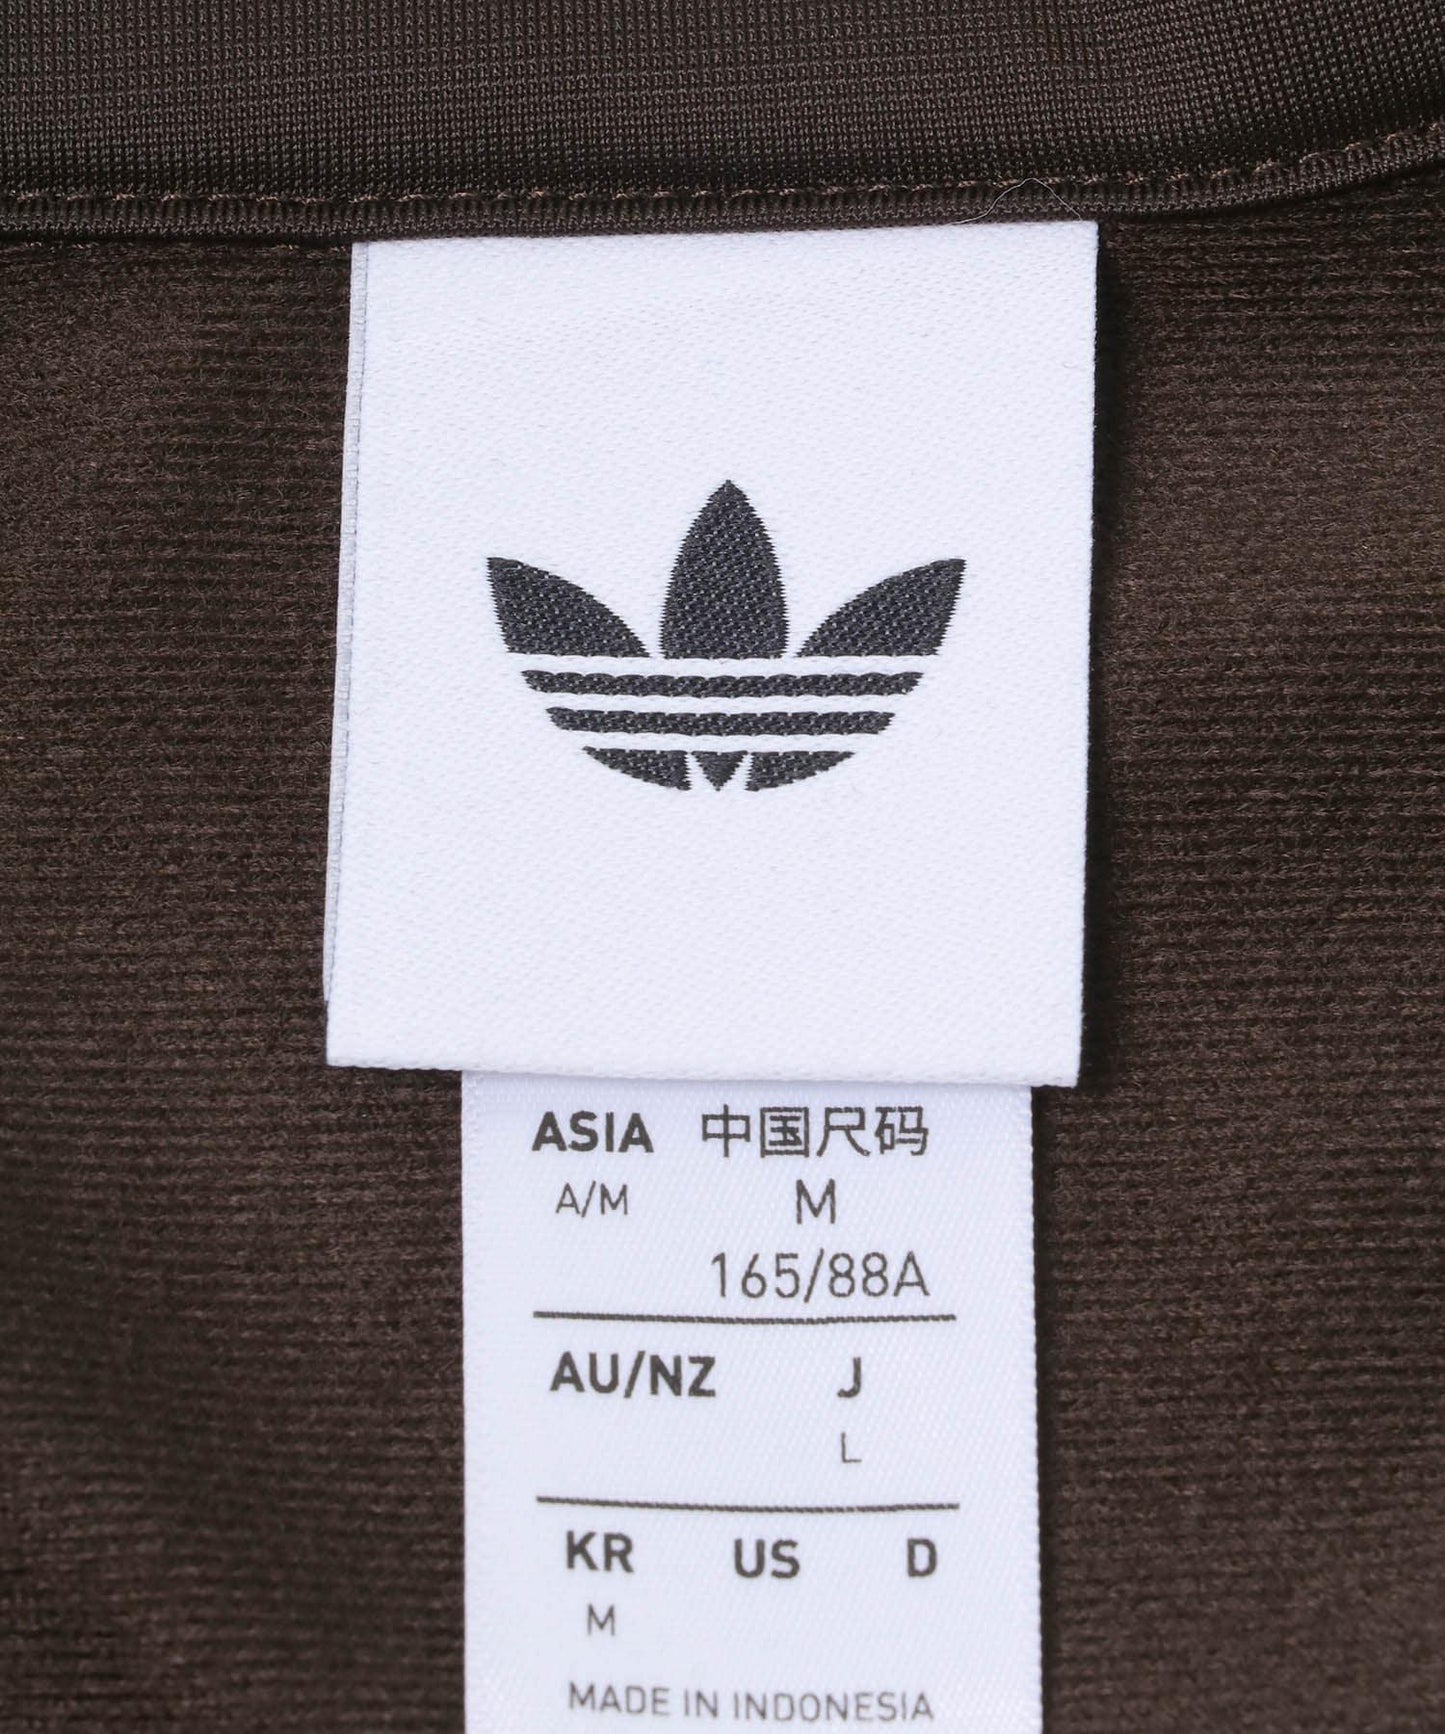 ASIA 中国尺码
A/M M
165/88A
AU/NZ J
L
KR US D
M
MADE IN INDONESIA